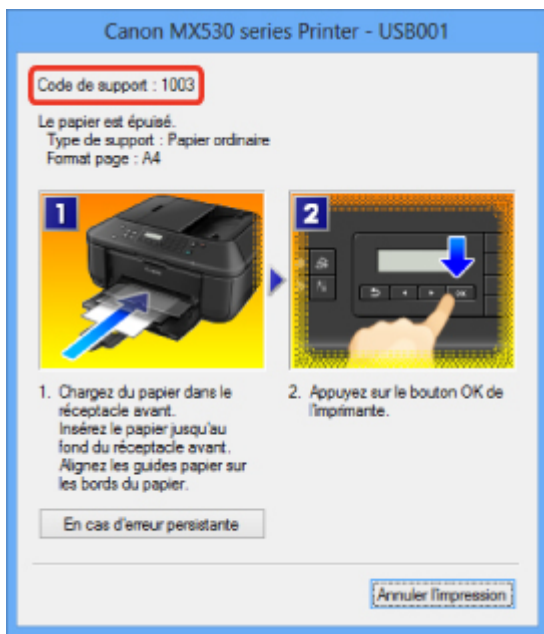 Canon MX530 series Printer - USB001
Code de support : 1003
Le papier est épuisé.
Type de support : Papier ordinaire
Format page : A4
1
2
OK
1. Chargez du papier dans le
réceptacle avant.
Insérez le papier jusqu'au
fond du réceptacle avant.
Alignez les guides papier sur
les bords du papier.
2. Appuyez sur le bouton OK de
l'imprimante.
En cas d'erreur persistante
Annuler l'impression